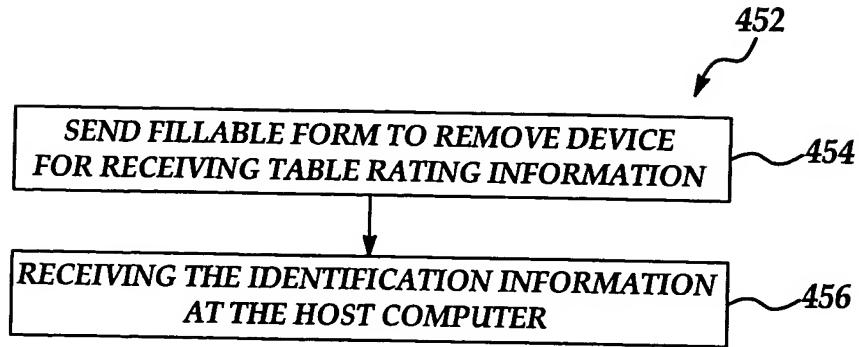 452
SEND FILLABLE FORM TO REMOVE DEVICE
FOR RECEIVING TABLE RATING INFORMATION
454
RECEIVING THE IDENTIFICATION INFORMATION
AT THE HOST COMPUTER
456